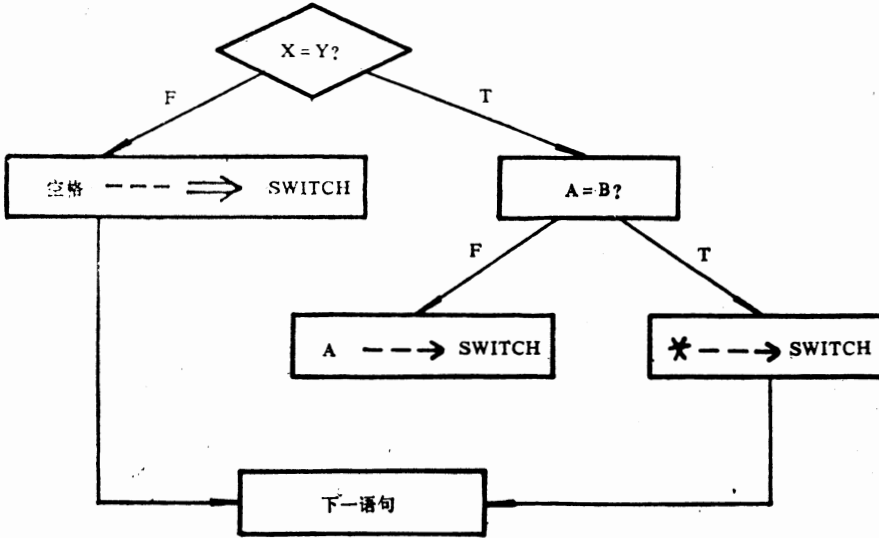 X = Y?
F
T
空格 ---⇒ SWITCH
A = B?
F
T
A ---→ SWITCH
* ---→ SWITCH
下一语句